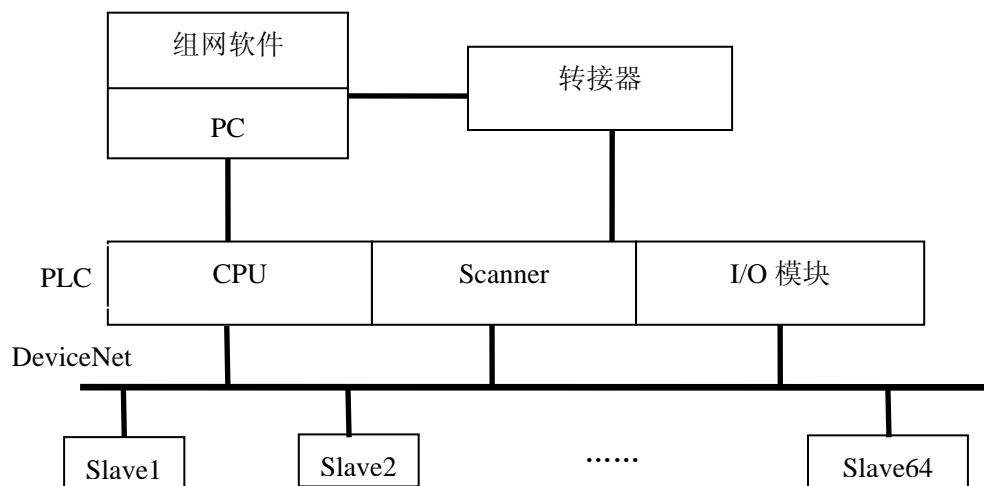 组网软件
PC
转接器
PLC
CPU
Scanner
I/O 模块
DeviceNet
Slave1
Slave2
……
Slave64